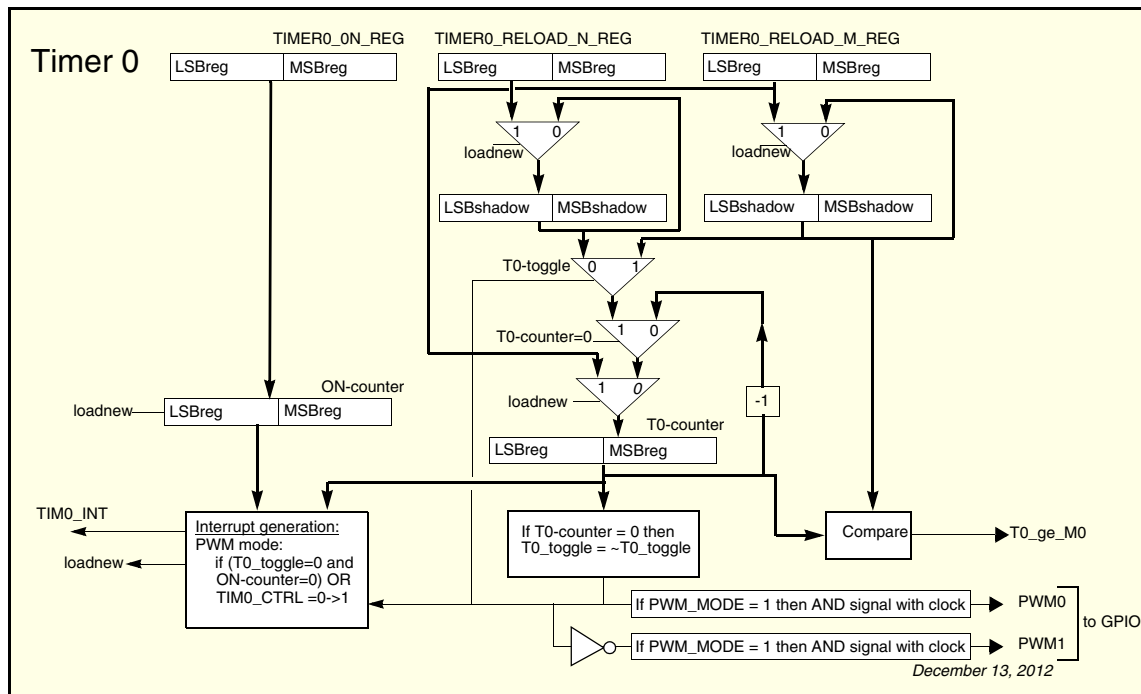 Timer 0
TIMER0_0N_REG
TIMER0_RELOAD_N_REG
TIMER0_RELOAD_M_REG
LSBreg
MSBreg
LSBreg
MSBreg
LSBreg
MSBreg
1
0
loadnew
1
0
loadnew
LSBshadow
MSBshadow
LSBshadow
MSBshadow
T0-toggle
0
1
T0-counter=0
1
0
ON-counter
loadnew
LSBreg
MSBreg
loadnew
1
0
-1
T0-counter
LSBreg
MSBreg
TIM0_INT
loadnew
Interrupt generation:
PWM mode:
if (T0_toggle=0 and
ON-counter=0) OR
TIM0_CTRL =0->1
If T0-counter = 0 then
T0_toggle = ~T0_toggle
Compare
T0_ge_M0
If PWM_MODE = 1 then AND signal with clock
PWM0
If PWM_MODE = 1 then AND signal with clock
PWM1
to GPIO
December 13, 2012